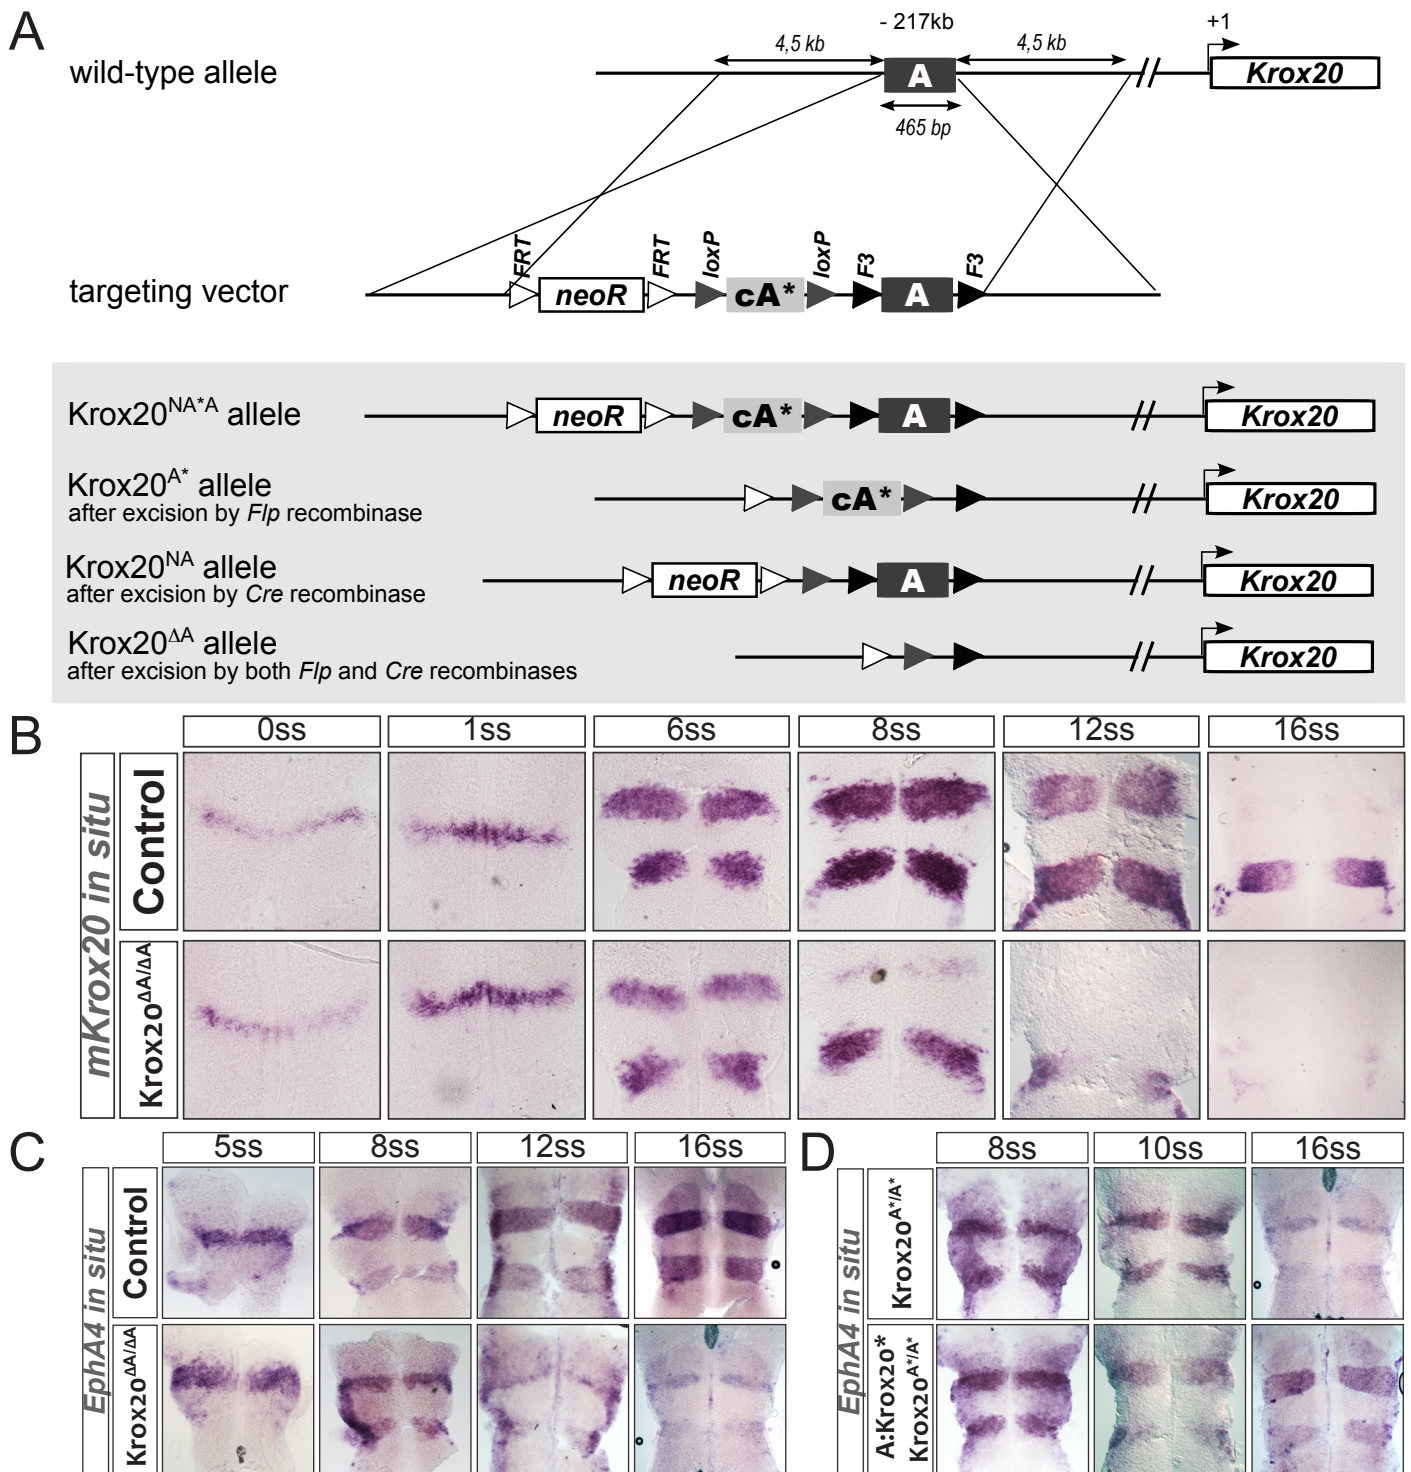 A
- 217kb
+1
4,5 kb
4,5 kb
wild-type allele
A
Krox20
465 bp
FRT
FRT
loxP
loxP
F3
F3
targeting vector
neoR
cA*
A
Krox20NA*A allele
neoR
cA*
A
Krox20
Krox20A* allele
after excision by Flp recombinase
cA*
Krox20
Krox20NA allele
after excision by Cre recombinase
neoR
A
Krox20
Krox20ΔA allele
after excision by both Flp and Cre recombinases
Krox20
B
0ss
1ss
6ss
8ss
12ss
16ss
mKrox20 in situ
Control
Krox20ΔA/ΔA
C
5ss
8ss
12ss
16ss
EphA4 in situ
Control
Krox20ΔA/ΔA
D
8ss
10ss
16ss
EphA4 in situ
Krox20A*/A*
A:Krox20*
Krox20A*/A*